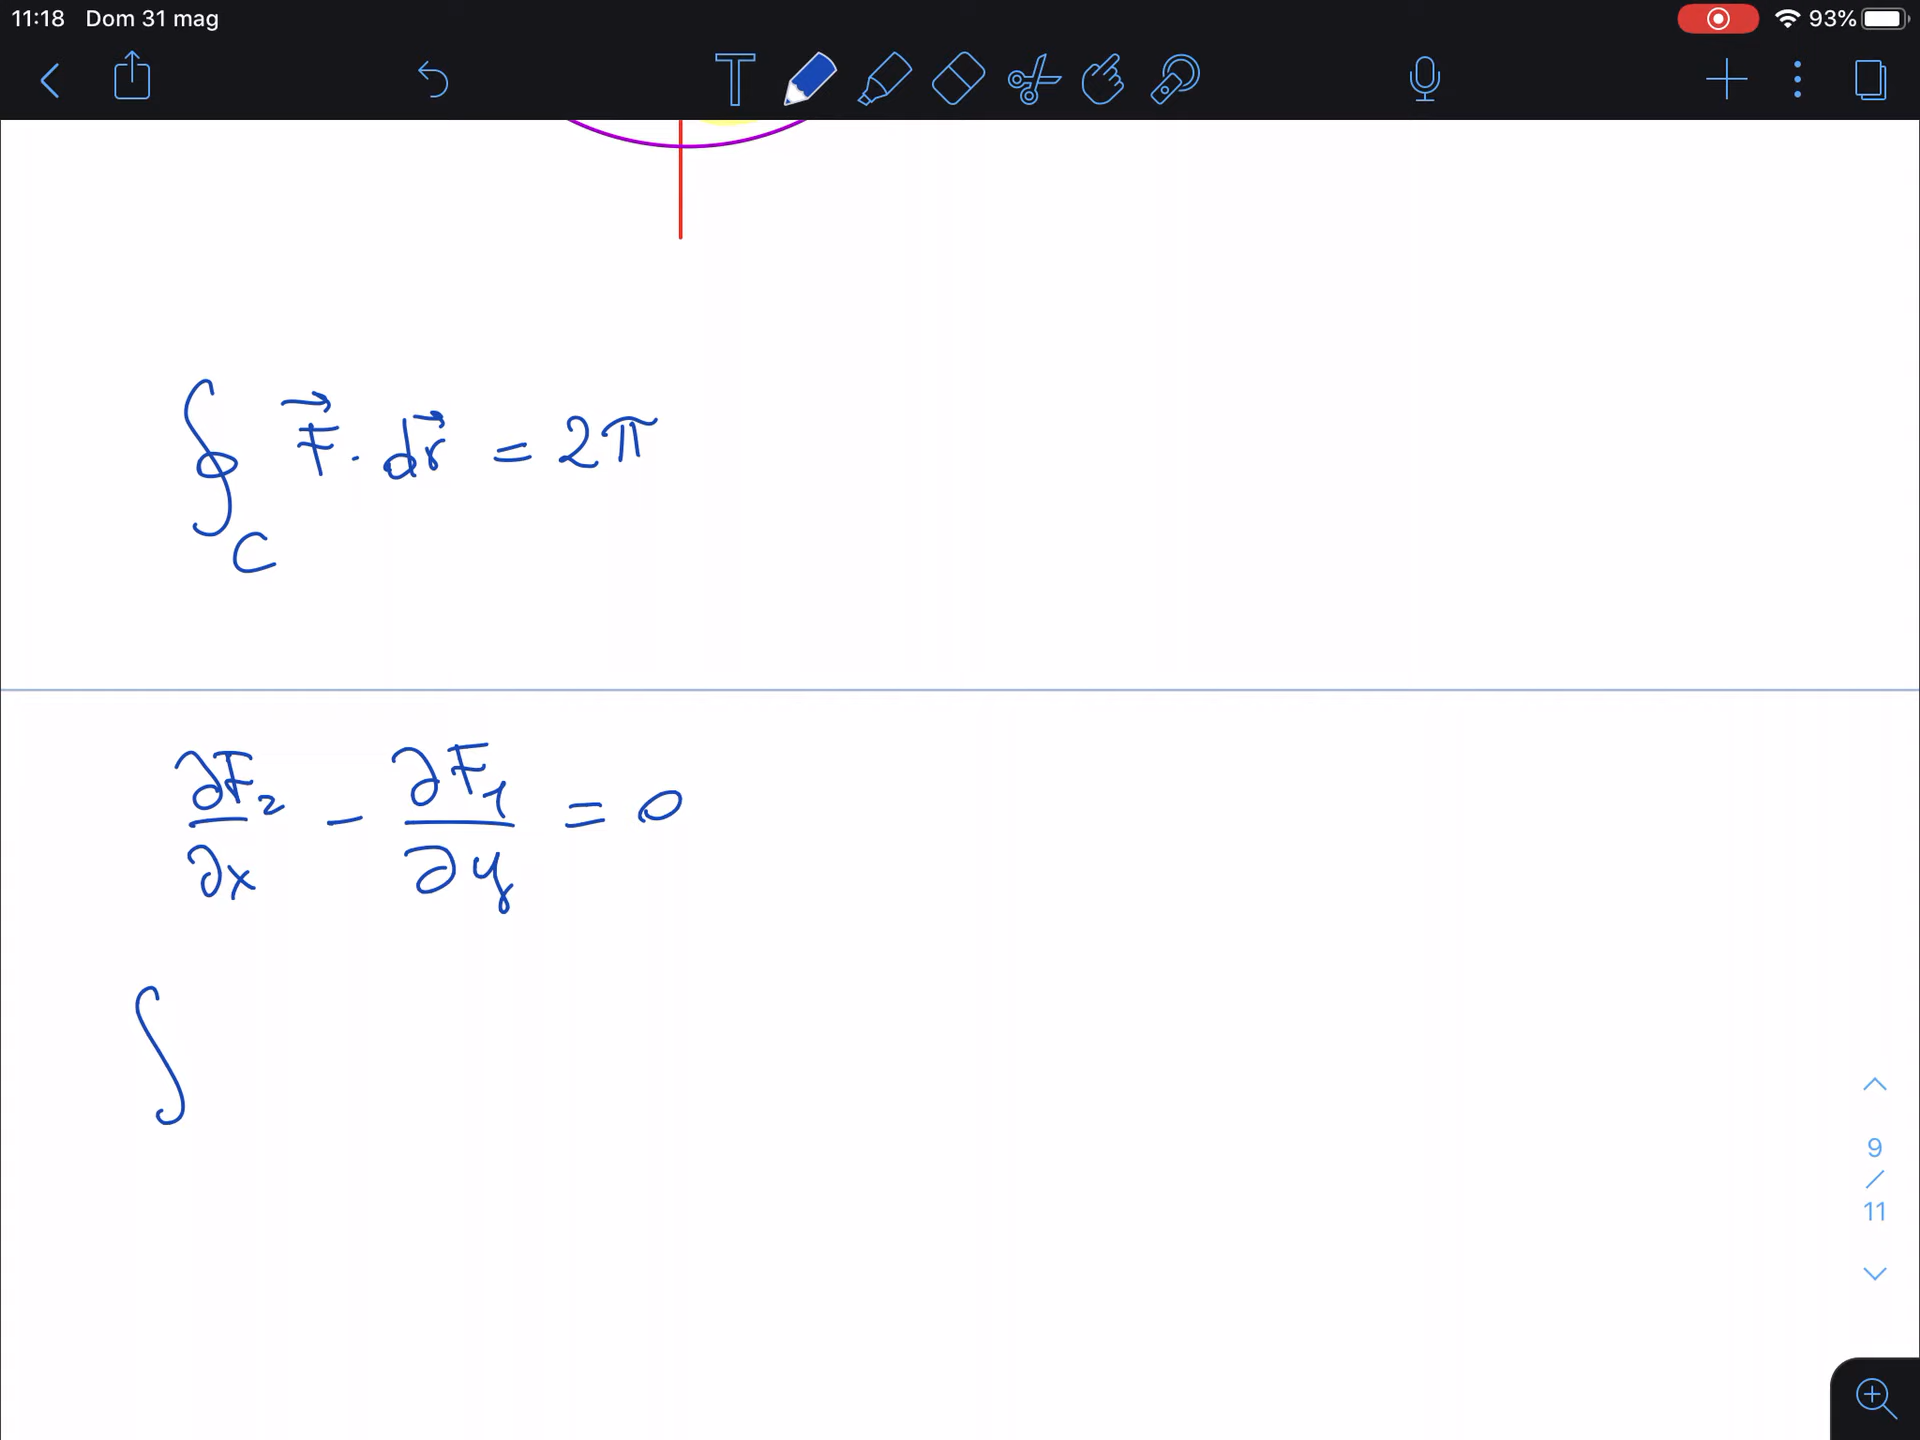 11:18 Dom 31 mag 93%
∮_C F⃗ · dr⃗ = 2π
∂F₂/∂x − ∂F₁/∂y = 0
∫
9
/
11